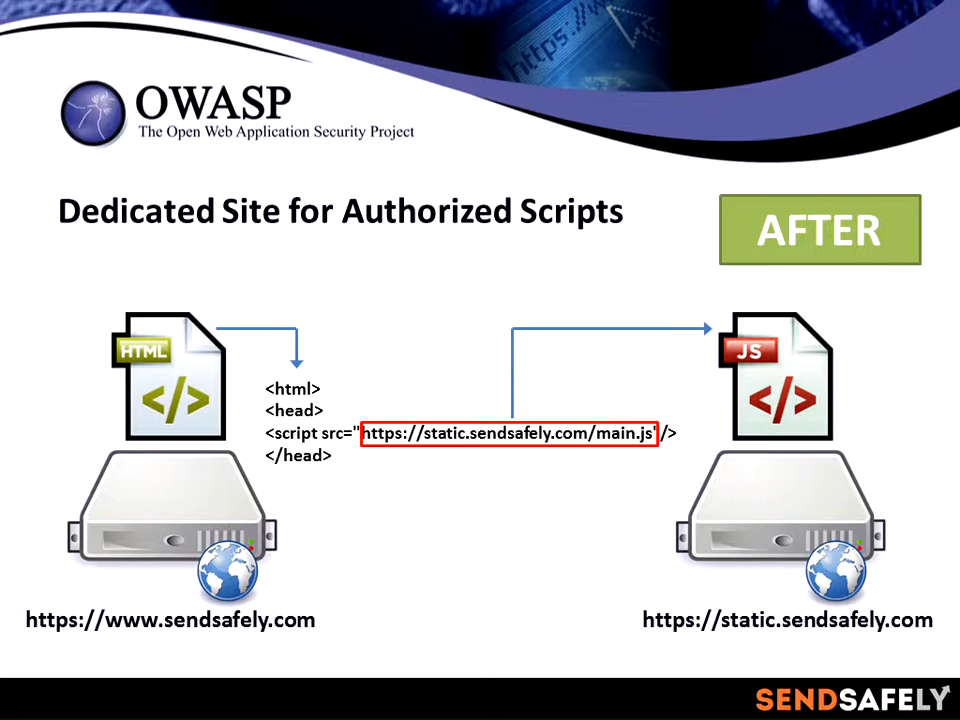 https://w
OWASP
The Open Web Application Security Project
Dedicated Site for Authorized Scripts
AFTER
HTML
</>
JS
</>
<html>
<head>
<script src="https://static.sendsafely.com/main.js"/>
</head>
https://www.sendsafely.com
https://static.sendsafely.com
SENDSAFELY